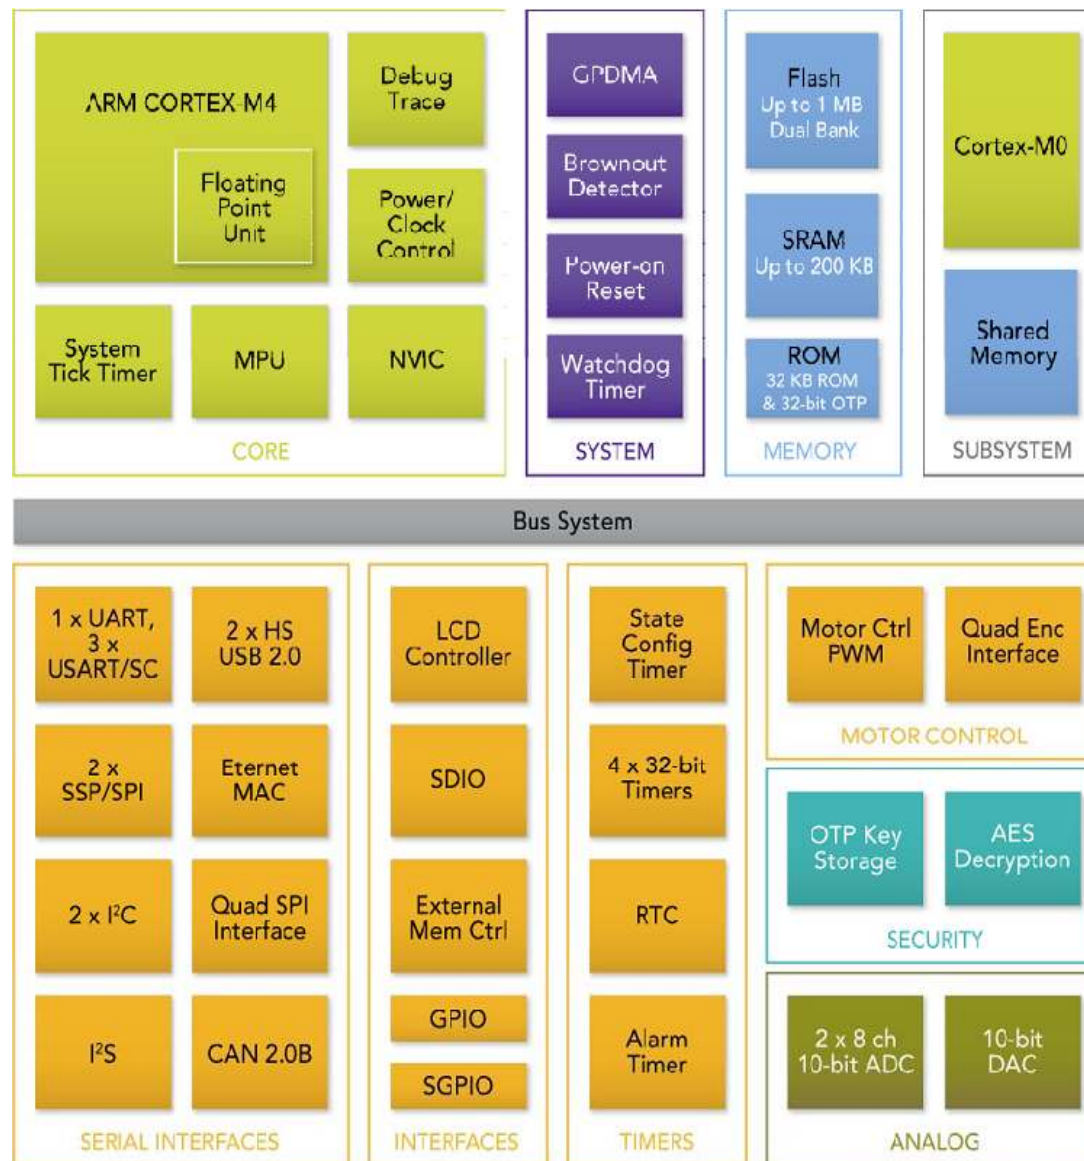 ARM CORTEX-M4
Floating
Point
Unit
Debug
Trace
Power/
Clock
Control
System
Tick Timer
MPU
NVIC
CORE
GPDMA
Brownout
Detector
Power-on
Reset
Watchdog
Timer
SYSTEM
Flash
Up to 1 MB
Dual Bank
SRAM
Up to 200 KB
ROM
32 KB ROM
& 32-bit OTP
MEMORY
Cortex-M0
Shared
Memory
SUBSYSTEM
Bus System
1 x UART,
3 x
USART/SC
2 x HS
USB 2.0
2 x
SSP/SPI
Eternet
MAC
2 x I²C
Quad SPI
Interface
I²S
CAN 2.0B
SERIAL INTERFACES
LCD
Controller
SDIO
External
Mem Ctrl
GPIO
SGPIO
INTERFACES
State
Config
Timer
4 x 32-bit
Timers
RTC
Alarm
Timer
TIMERS
Motor Ctrl
PWM
Quad Enc
Interface
MOTOR CONTROL
OTP Key
Storage
AES
Decryption
SECURITY
2 x 8 ch
10-bit ADC
10-bit
DAC
ANALOG